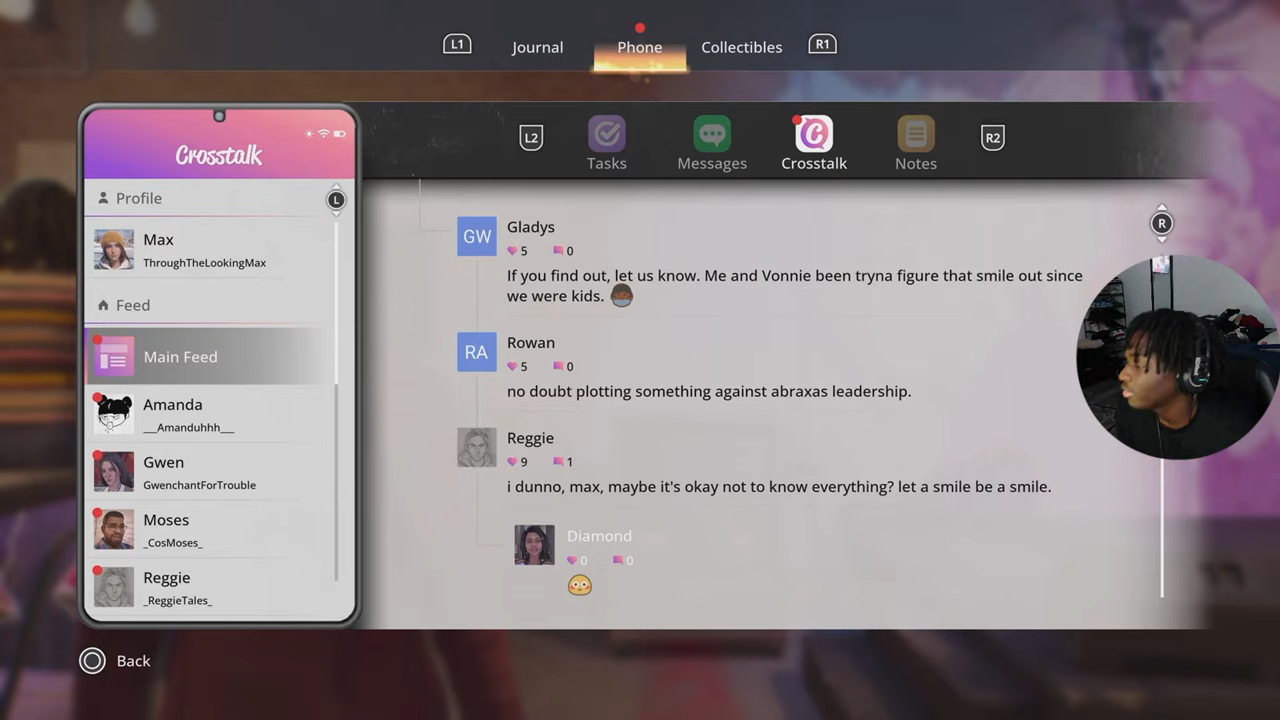 L1
Journal
Phone
Collectibles
R1
Crosstalk
L2
Tasks
Messages
Crosstalk
Notes
R2
Profile
L
Max
ThroughTheLookingMax
Feed
Main Feed
Amanda
___Amanduhhh___
Gwen
GwenchantForTrouble
Moses
_CosMoses_
Reggie
_ReggieTales_
R
GW
Gladys
5
0
If you find out, let us know. Me and Vonnie been tryna figure that smile out since
we were kids.
RA
Rowan
5
0
no doubt plotting something against abraxas leadership.
Reggie
9
1
i dunno, max, maybe it's okay not to know everything? let a smile be a smile.
Diamond
0
0
Back